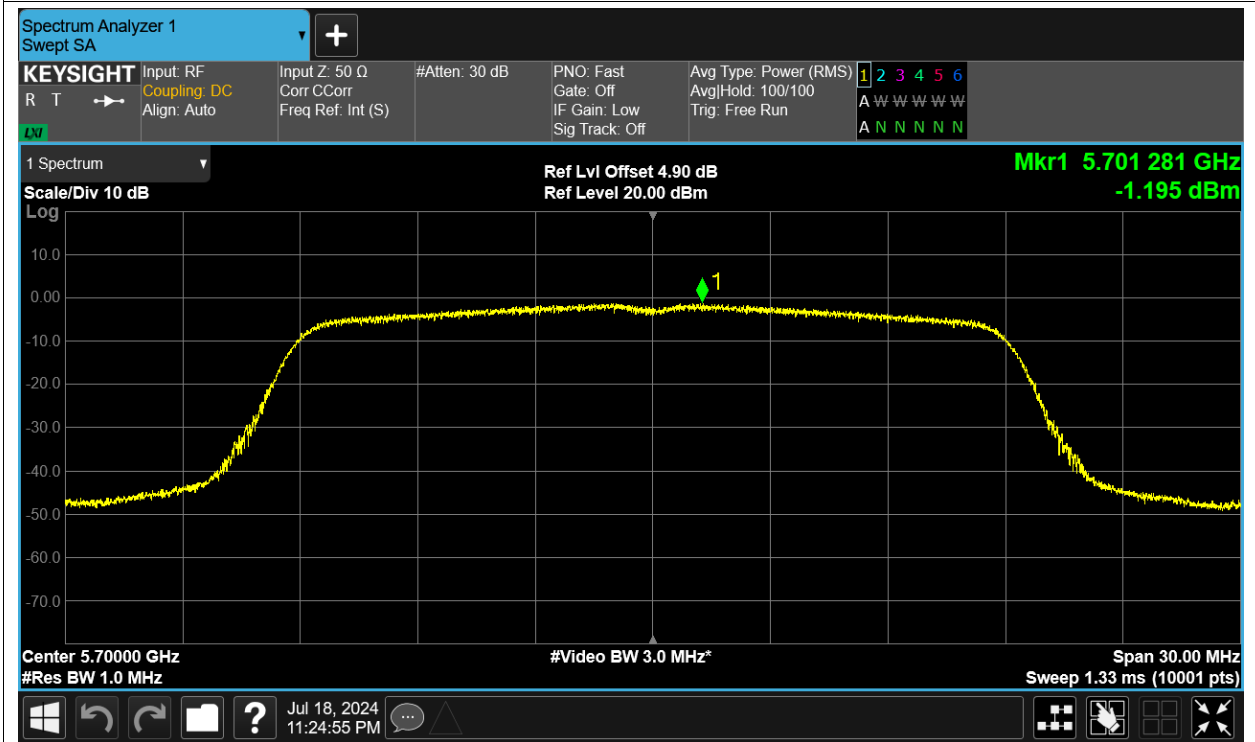 Spectrum Analyzer 1
Swept SA
+
KEYSIGHT
R T
LXI
Input: RF
Coupling: DC
Align: Auto
Input Z: 50 Ω
Corr CCorr
Freq Ref: Int (S)
#Atten: 30 dB
PNO: Fast
Gate: Off
IF Gain: Low
Sig Track: Off
Avg Type: Power (RMS)
Avg|Hold: 100/100
Trig: Free Run
1 2 3 4 5 6
A W W W W W
A N N N N N
1 Spectrum
Scale/Div 10 dB
Log
Ref Lvl Offset 4.90 dB
Ref Level 20.00 dBm
Mkr1 5.701 281 GHz
-1.195 dBm
1
10.0
0.00
-10.0
-20.0
-30.0
-40.0
-50.0
-60.0
-70.0
Center 5.70000 GHz
#Res BW 1.0 MHz
#Video BW 3.0 MHz*
Span 30.00 MHz
Sweep 1.33 ms (10001 pts)
?
Jul 18, 2024
11:24:55 PM